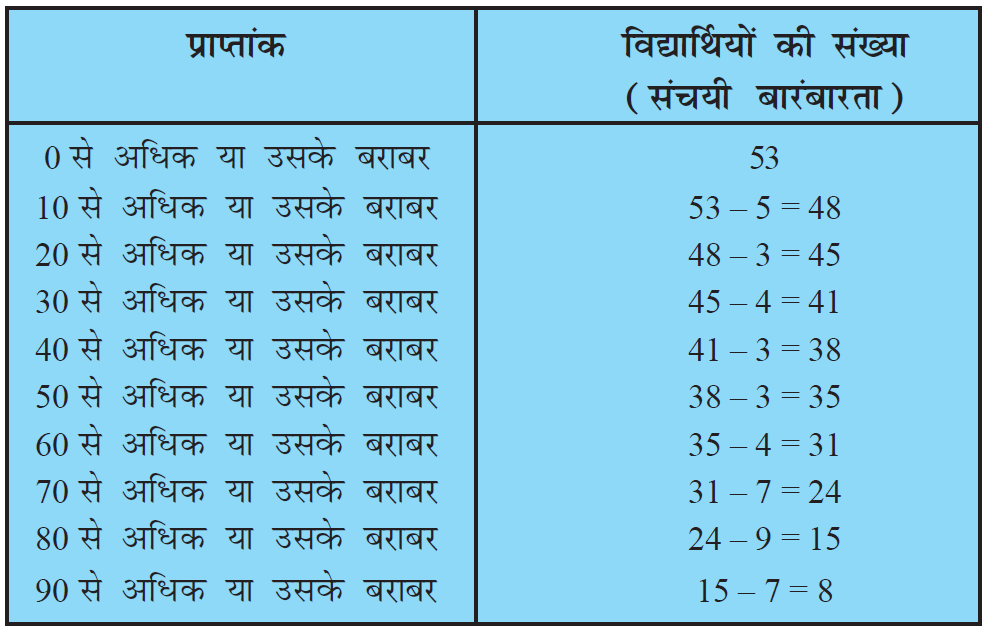 प्राप्तांक
विद्यार्थियों की संख्या
( संचयी बारंबारता )
0 से अधिक या उसके बराबर 53
10 से अधिक या उसके बराबर 53 – 5 = 48
20 से अधिक या उसके बराबर 48 – 3 = 45
30 से अधिक या उसके बराबर 45 – 4 = 41
40 से अधिक या उसके बराबर 41 – 3 = 38
50 से अधिक या उसके बराबर 38 – 3 = 35
60 से अधिक या उसके बराबर 35 – 4 = 31
70 से अधिक या उसके बराबर 31 – 7 = 24
80 से अधिक या उसके बराबर 24 – 9 = 15
90 से अधिक या उसके बराबर 15 – 7 = 8